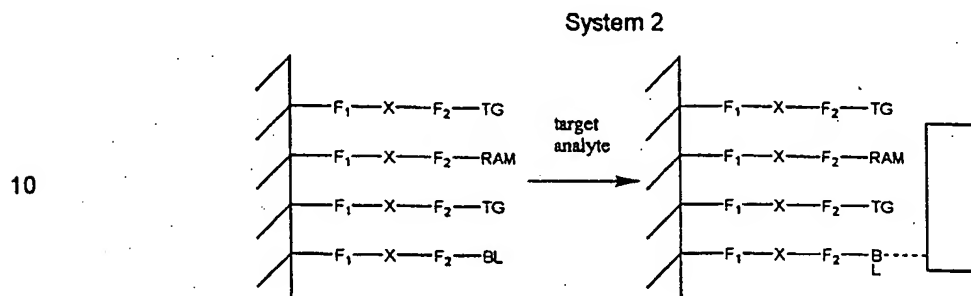 System 2
F₁—X—F₂—TG F₁—X—F₂—TG
target
analyte
F₁—X—F₂—RAM F₁—X—F₂—RAM
10
F₁—X—F₂—TG F₁—X—F₂—TG
F₁—X—F₂—BL F₁—X—F₂—B
L